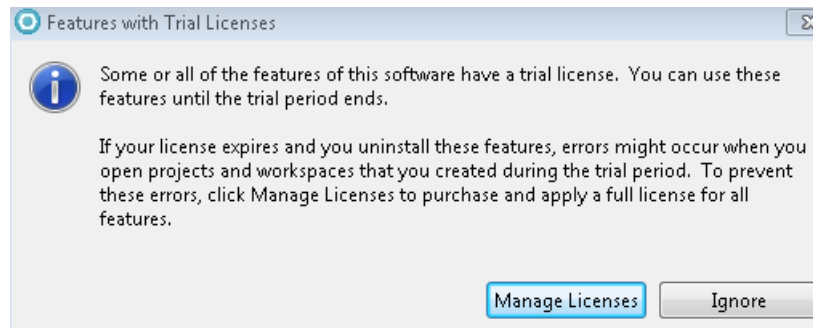 Features with Trial Licenses
Some or all of the features of this software have a trial license.  You can use these
features until the trial period ends.
If your license expires and you uninstall these features, errors might occur when you
open projects and workspaces that you created during the trial period.  To prevent
these errors, click Manage Licenses to purchase and apply a full license for all
features.
Manage Licenses
Ignore